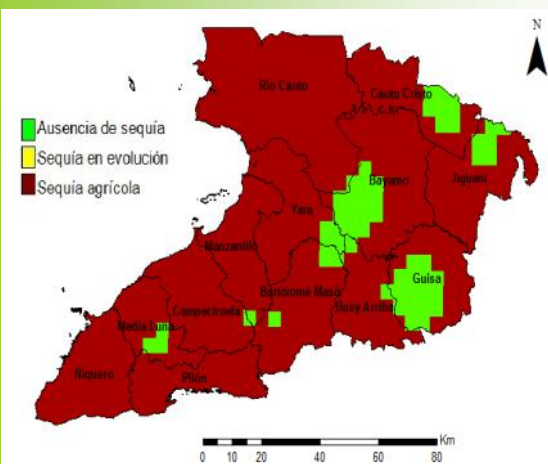 N
Río Cauto
Cauto Cristo
Ausencia de sequía
Sequía en evolución
Sequía agrícola
Bayamo
Jiguaní
Yara
Manzanillo
Guisa
Bartolomé Masó
Buey Arriba
Campechuela
Media Luna
Niquero
Pilón
Km
0 10 20 40 60 80